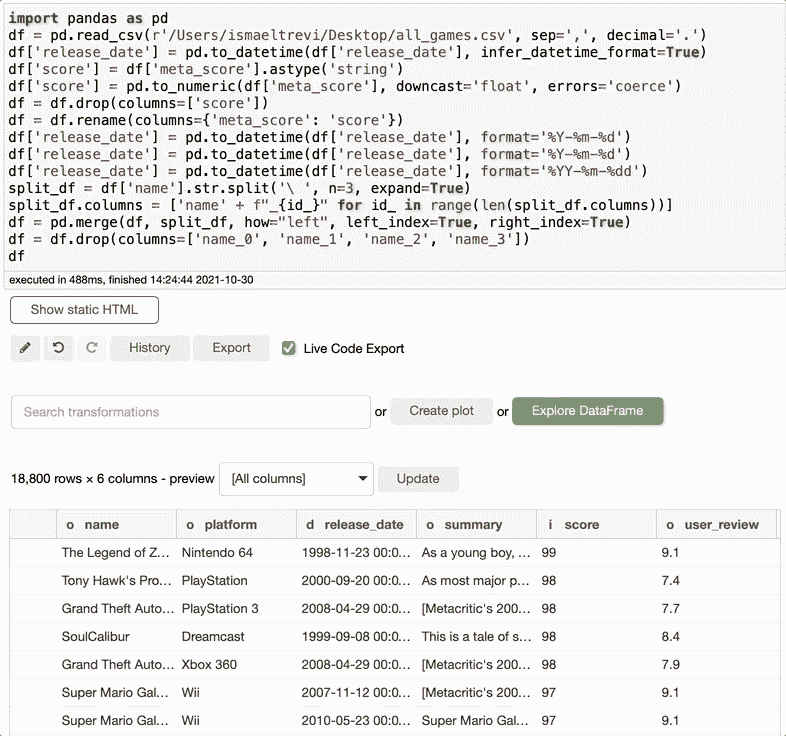 import pandas as pd
df = pd.read_csv(r'/Users/ismaeltrevi/Desktop/all_games.csv', sep=',', decimal='.')
df['release_date'] = pd.to_datetime(df['release_date'], infer_datetime_format=True)
df['score'] = df['meta_score'].astype('string')
df['score'] = pd.to_numeric(df['meta_score'], downcast='float', errors='coerce')
df = df.drop(columns=['score'])
df = df.rename(columns={'meta_score': 'score'})
df['release_date'] = pd.to_datetime(df['release_date'], format='%Y-%m-%d')
df['release_date'] = pd.to_datetime(df['release_date'], format='%Y-%m-%d')
df['release_date'] = pd.to_datetime(df['release_date'], format='%YY-%m-%dd')
split_df = df['name'].str.split('\ ', n=3, expand=True)
split_df.columns = ['name' + f"_{id_}" for id_ in range(len(split_df.columns))]
df = pd.merge(df, split_df, how="left", left_index=True, right_index=True)
df = df.drop(columns=['name_0', 'name_1', 'name_2', 'name_3'])
df
executed in 488ms, finished 14:24:44 2021-10-30
Show static HTML
History Export Live Code Export
Search transformations or Create plot or Explore DataFrame
18,800 rows × 6 columns - preview [All columns] Update
o name o platform d release_date o summary i score o user_review
The Legend of Z... Nintendo 64 1998-11-23 00:0... As a young boy, ... 99 9.1
Tony Hawk's Pro... PlayStation 2000-09-20 00:0... As most major p... 98 7.4
Grand Theft Auto... PlayStation 3 2008-04-29 00:0... [Metacritic's 200... 98 7.7
SoulCalibur Dreamcast 1999-09-08 00:0... This is a tale of s... 98 8.4
Grand Theft Auto... Xbox 360 2008-04-29 00:0... [Metacritic's 200... 98 7.9
Super Mario Gal... Wii 2007-11-12 00:0... [Metacritic's 200... 97 9.1
Super Mario Gal... Wii 2010-05-23 00:0... Super Mario Gal... 97 9.1